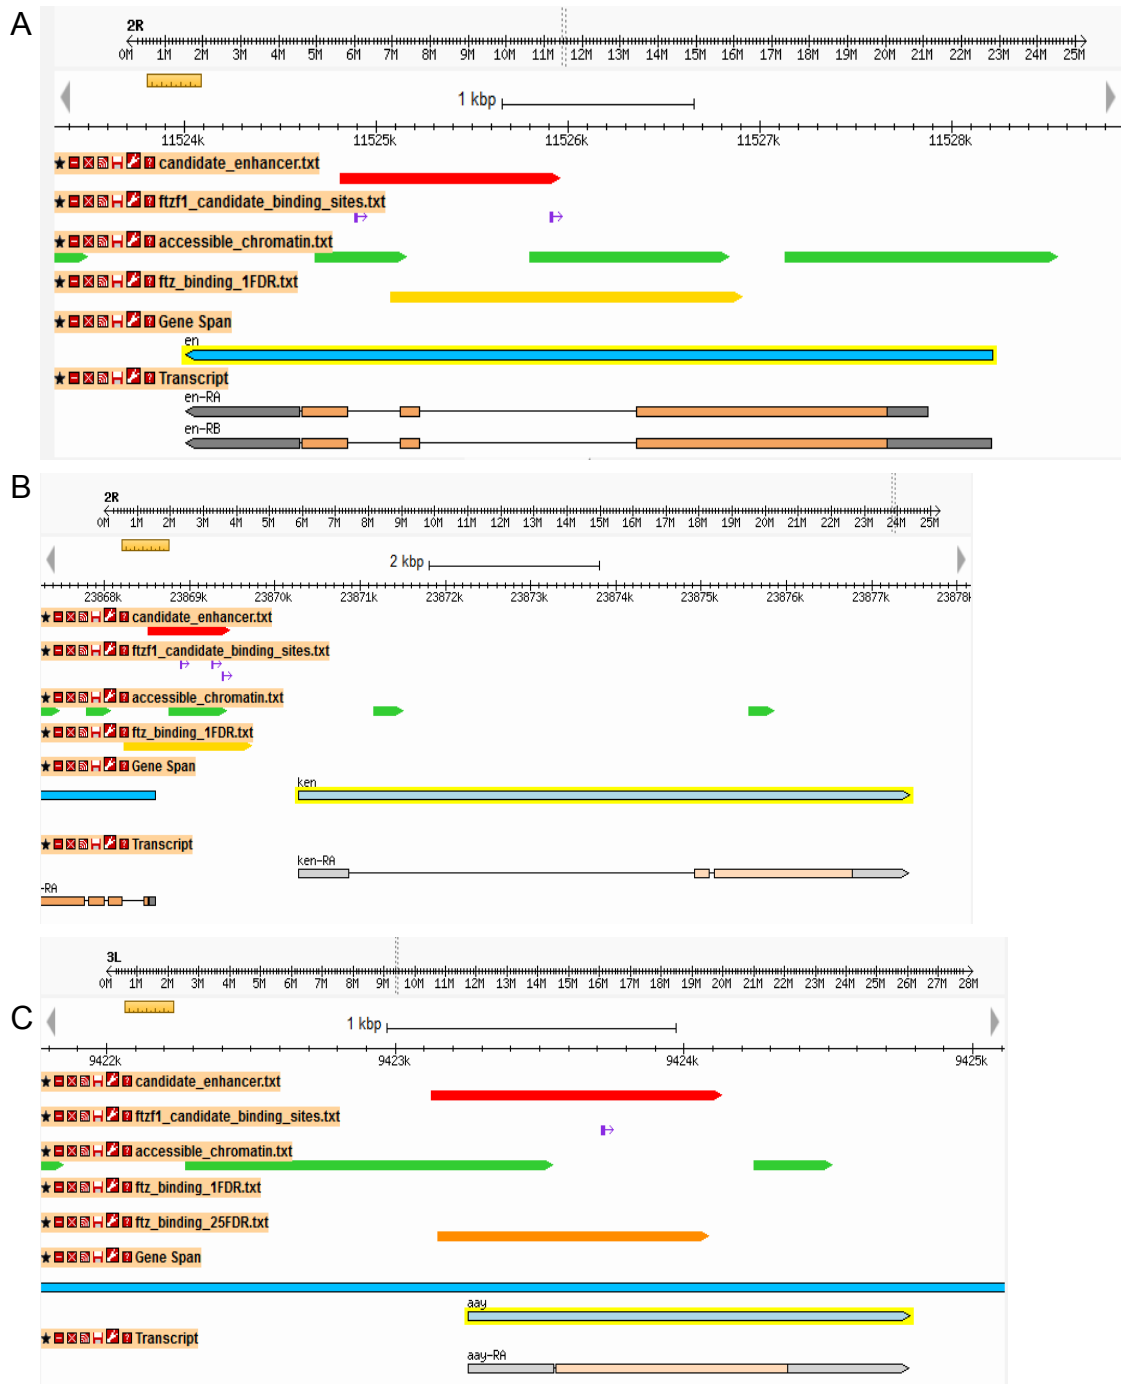 A
2R
0M 1M 2M 3M 4M 5M 6M 7M 8M 9M 10M 11M 12M 13M 14M 15M 16M 17M 18M 19M 20M 21M 22M 23M 24M 25M
1 kbp
11524k 11525k 11526k 11527k 11528k
candidate_enhancer.txt
ftzf1_candidate_binding_sites.txt
accessible_chromatin.txt
ftz_binding_1FDR.txt
Gene Span
en
Transcript
en-RA
en-RB
B
2R
0M 1M 2M 3M 4M 5M 6M 7M 8M 9M 10M 11M 12M 13M 14M 15M 16M 17M 18M 19M 20M 21M 22M 23M 24M 25M
2 kbp
23868k 23869k 23870k 23871k 23872k 23873k 23874k 23875k 23876k 23877k 23878k
candidate_enhancer.txt
ftzf1_candidate_binding_sites.txt
accessible_chromatin.txt
ftz_binding_1FDR.txt
Gene Span
ken
Transcript
ken-RA
-RA
C
3L
0M 1M 2M 3M 4M 5M 6M 7M 8M 9M 10M 11M 12M 13M 14M 15M 16M 17M 18M 19M 20M 21M 22M 23M 24M 25M 26M 27M 28M
1 kbp
9422k 9423k 9424k 9425k
candidate_enhancer.txt
ftzf1_candidate_binding_sites.txt
accessible_chromatin.txt
ftz_binding_1FDR.txt
ftz_binding_25FDR.txt
Gene Span
aay
Transcript
aay-RA